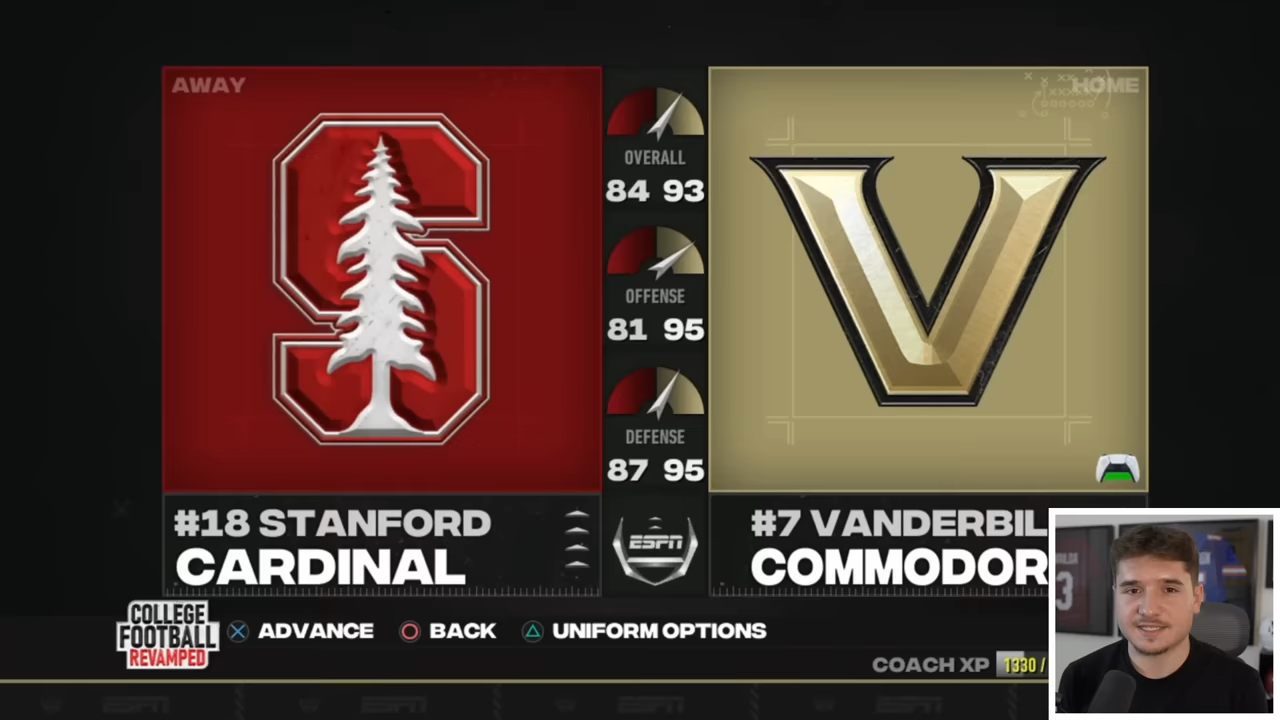 AWAY
HOME
OVERALL
84 93
OFFENSE
81 95
DEFENSE
87 95
#18 STANFORD
CARDINAL
ESPN
#7 VANDERBIL
COMMODOR
COLLEGE
FOOTBALL
REVAMPED
ADVANCE
BACK
UNIFORM OPTIONS
COACH XP 1330 /